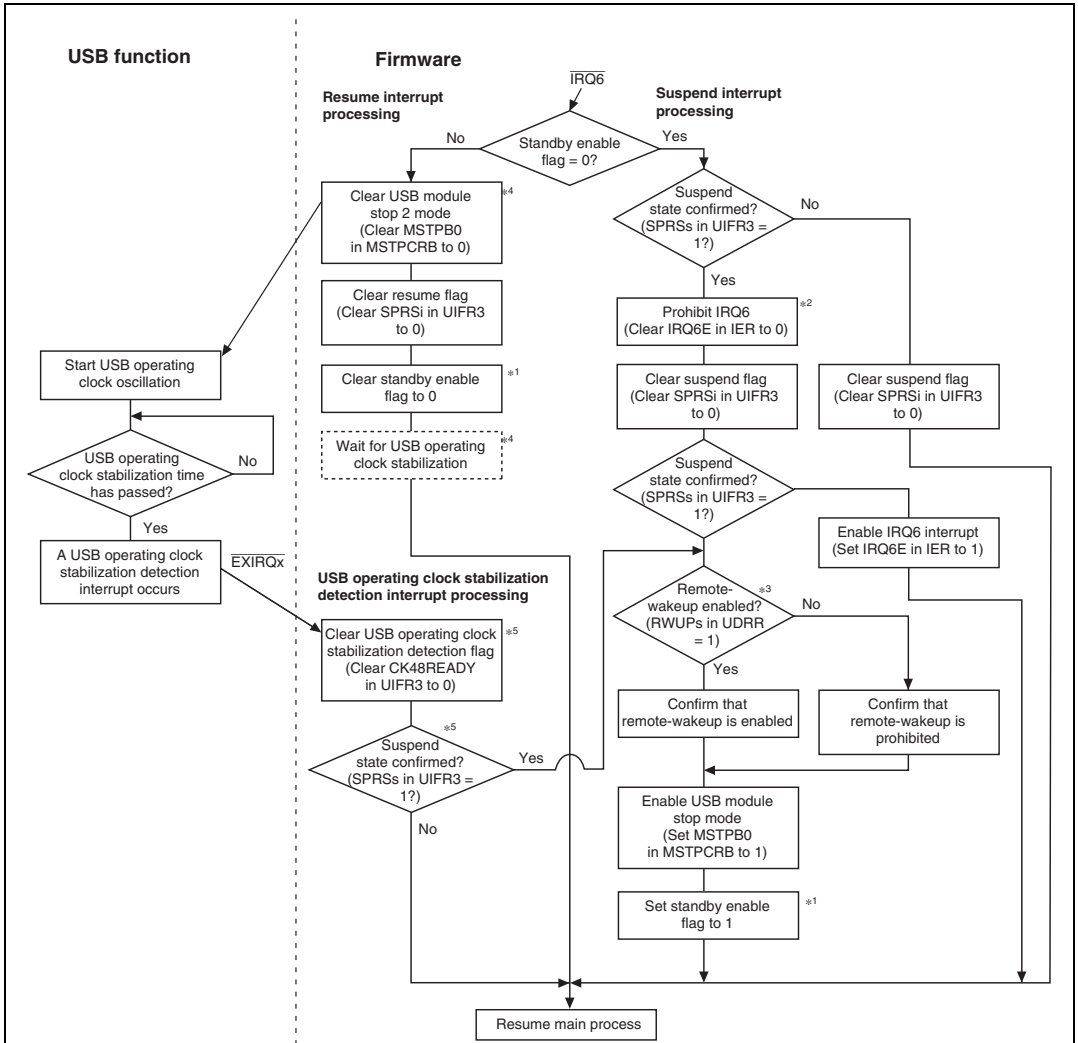 USB function
Firmware
IRQ6
Resume interrupt
processing
Suspend interrupt
processing
No
Standby enable
flag = 0?
Yes
Clear USB module
stop 2 mode
(Clear MSTPB0
in MSTPCRB to 0)
*4
Suspend
state confirmed?
(SPRSs in UIFR3 =
1?)
No
Yes
Clear resume flag
(Clear SPRSi in UIFR3
to 0)
Prohibit IRQ6
(Clear IRQ6E in IER to 0)
*2
Start USB operating
clock oscillation
Clear standby enable
flag to 0
*1
Clear suspend flag
(Clear SPRSi in UIFR3
to 0)
Clear suspend flag
(Clear SPRSi in UIFR3
to 0)
Wait for USB operating
clock stabilization
*4
USB operating
clock stabilization time
has passed?
No
Yes
Suspend
state confirmed?
(SPRSs in UIFR3 =
1?)
Enable IRQ6 interrupt
(Set IRQ6E in IER to 1)
A USB operating clock
stabilization detection
interrupt occurs
EXIRQx
USB operating clock stabilization
detection interrupt processing
Remote-
wakeup enabled?
(RWUPs in UDRR
= 1)
*3
No
Yes
Clear USB operating clock
stabilization detection flag
(Clear CK48READY
in UIFR3 to 0)
*5
Confirm that
remote-wakeup is enabled
Confirm that
remote-wakeup is
prohibited
*5
Suspend
state confirmed?
(SPRSs in UIFR3 =
1?)
Yes
No
Enable USB module
stop mode
(Set MSTPB0
in MSTPCRB to 1)
Set standby enable
flag to 1
*1
Resume main process